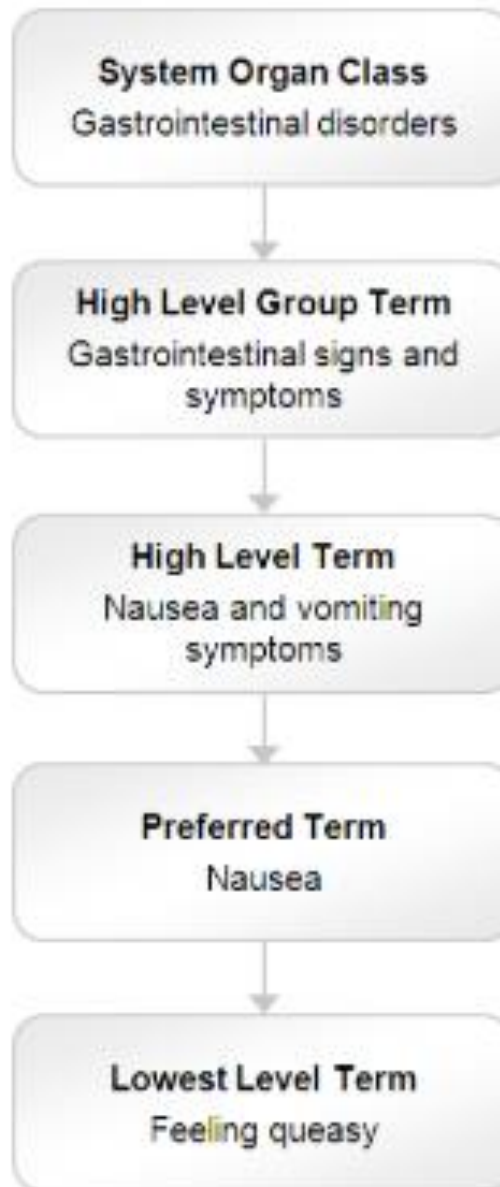 System Organ Class
Gastrointestinal disorders
High Level Group Term
Gastrointestinal signs and
symptoms
High Level Term
Nausea and vomiting
symptoms
Preferred Term
Nausea
Lowest Level Term
Feeling queasy